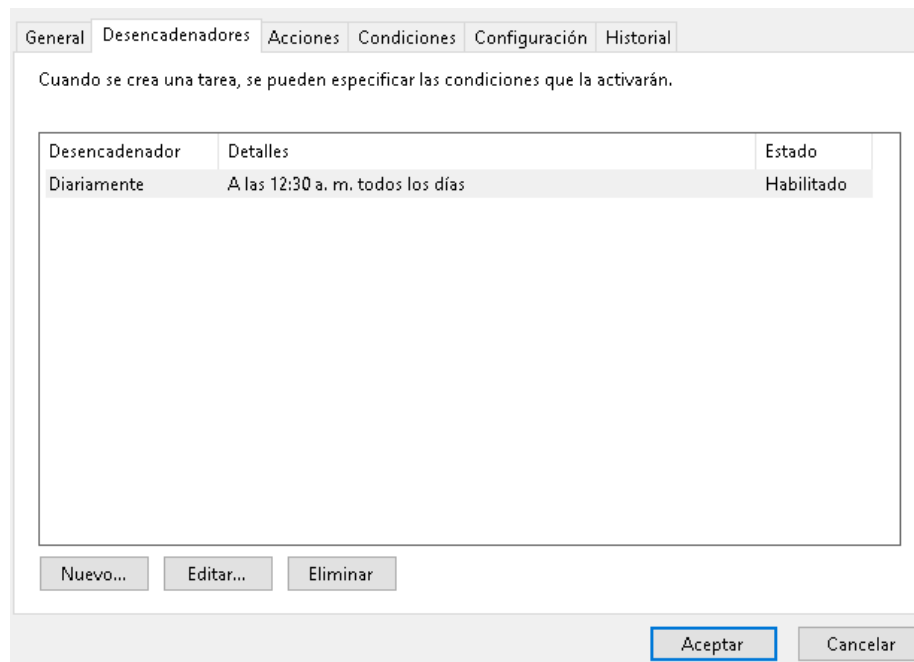 General Desencadenadores Acciones Condiciones Configuración Historial
Cuando se crea una tarea, se pueden especificar las condiciones que la activarán.
Desencadenador Detalles Estado
Diariamente A las 12:30 a. m. todos los días Habilitado
Nuevo... Editar... Eliminar
Aceptar Cancelar